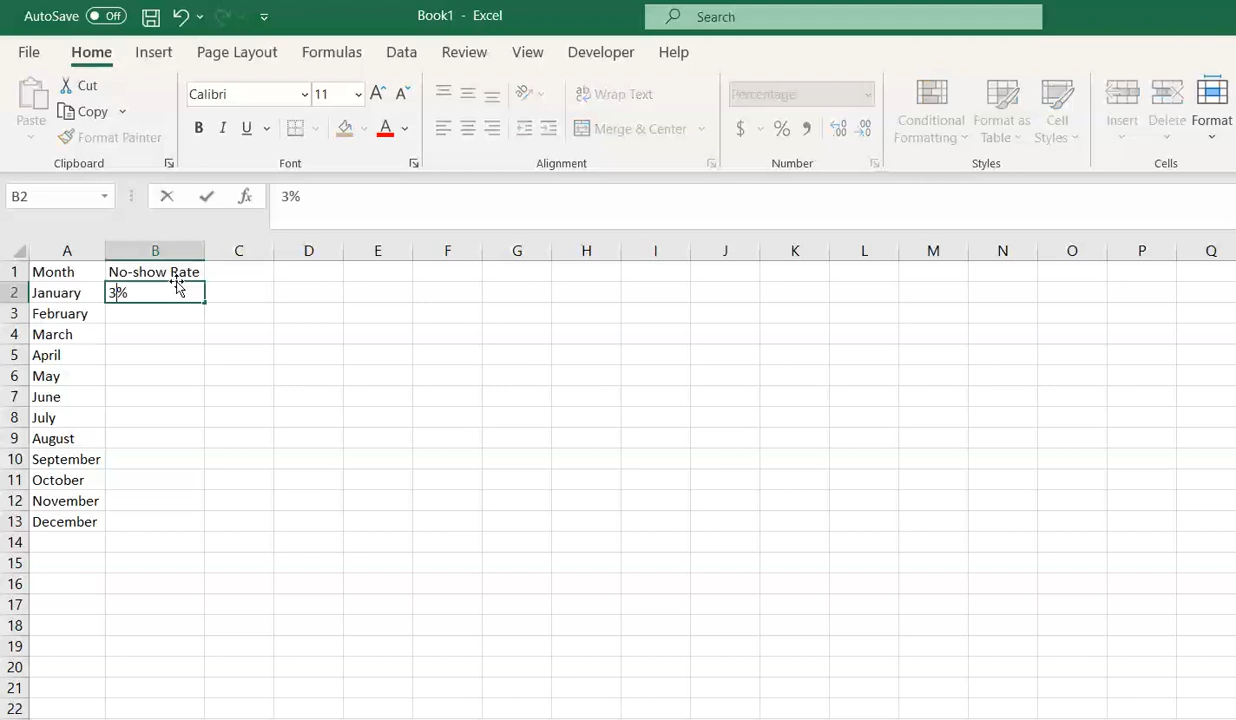 AutoSave Off Book1 - Excel Search
File Home Insert Page Layout Formulas Data Review View Developer Help
Paste
Cut
Copy
Format Painter
Clipboard
Calibri 11
A A
B I U A
Font
Wrap Text
Merge & Center
Alignment
Percentage
$ % ,
Number
Conditional Formatting
Format as Table
Cell Styles
Styles
Insert Delete Format
Cells
B2 fx 3%
A B C D E F G H I J K L M N O P Q
1 Month No-show Rate
2 January 3%
3 February
4 March
5 April
6 May
7 June
8 July
9 August
10 September
11 October
12 November
13 December
14
15
16
17
18
19
20
21
22